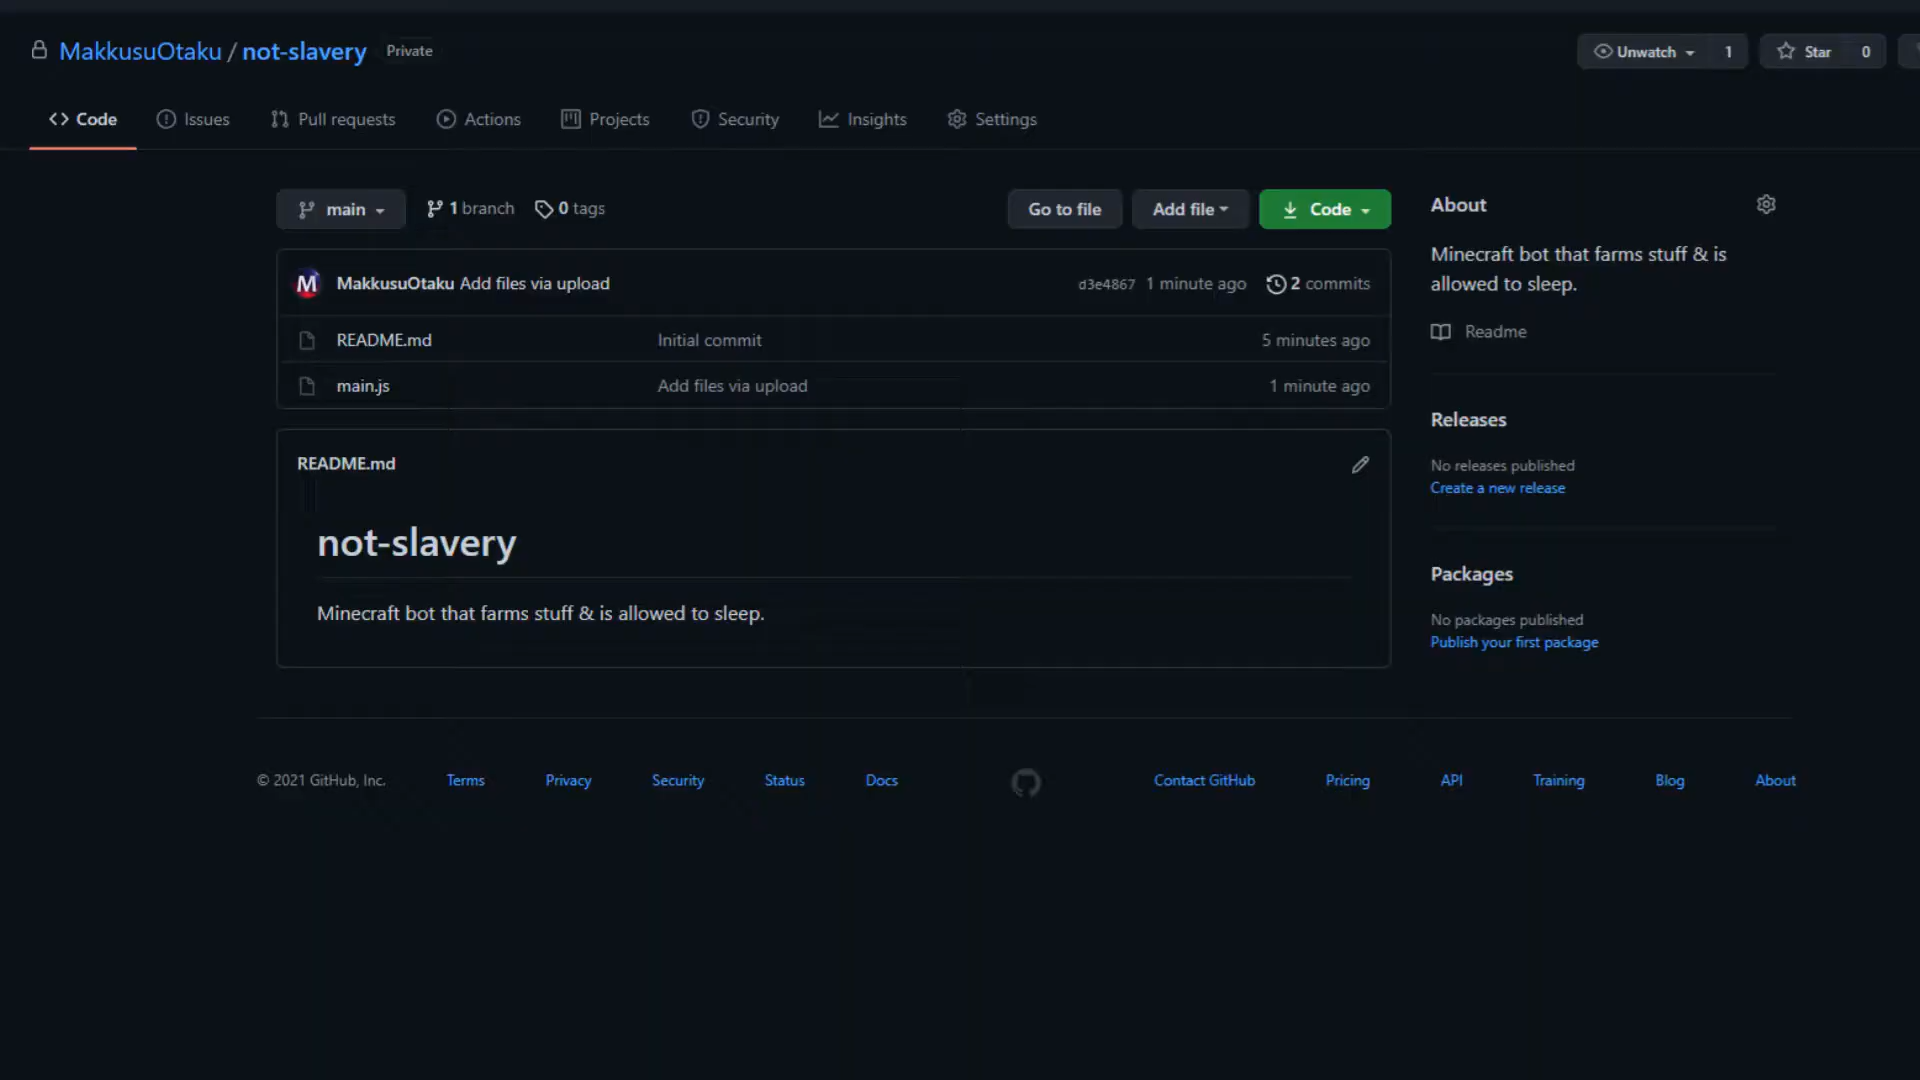 MakkusuOtaku / not-slavery Private
Unwatch 1 Star 0
Code Issues Pull requests Actions Projects Security Insights Settings
main 1 branch 0 tags Go to file Add file Code
M MakkusuOtaku Add files via upload d3e4867 1 minute ago 2 commits
README.md Initial commit 5 minutes ago
main.js Add files via upload 1 minute ago
README.md
not-slavery
Minecraft bot that farms stuff & is allowed to sleep.
About
Minecraft bot that farms stuff & is
allowed to sleep.
Readme
Releases
No releases published
Create a new release
Packages
No packages published
Publish your first package
© 2021 GitHub, Inc. Terms Privacy Security Status Docs Contact GitHub Pricing API Training Blog About